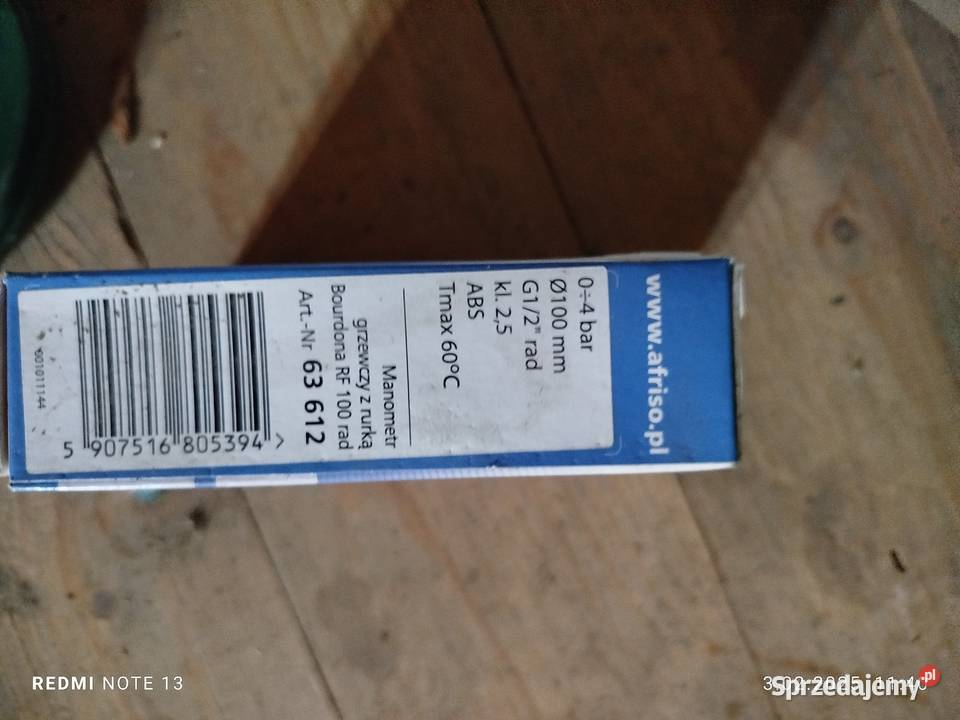 www.afriso.pl
0÷4 bar
Ø100 mm
G1/2" rad
kl. 2,5
ABS
Tmax 60°C
Manometr
grzewczy z rurką
Bourdona RF 100 rad
Art.-Nr 63 612
5 907516 805394 >
001011144
REDMI NOTE 13
Sprzedajemy.pl